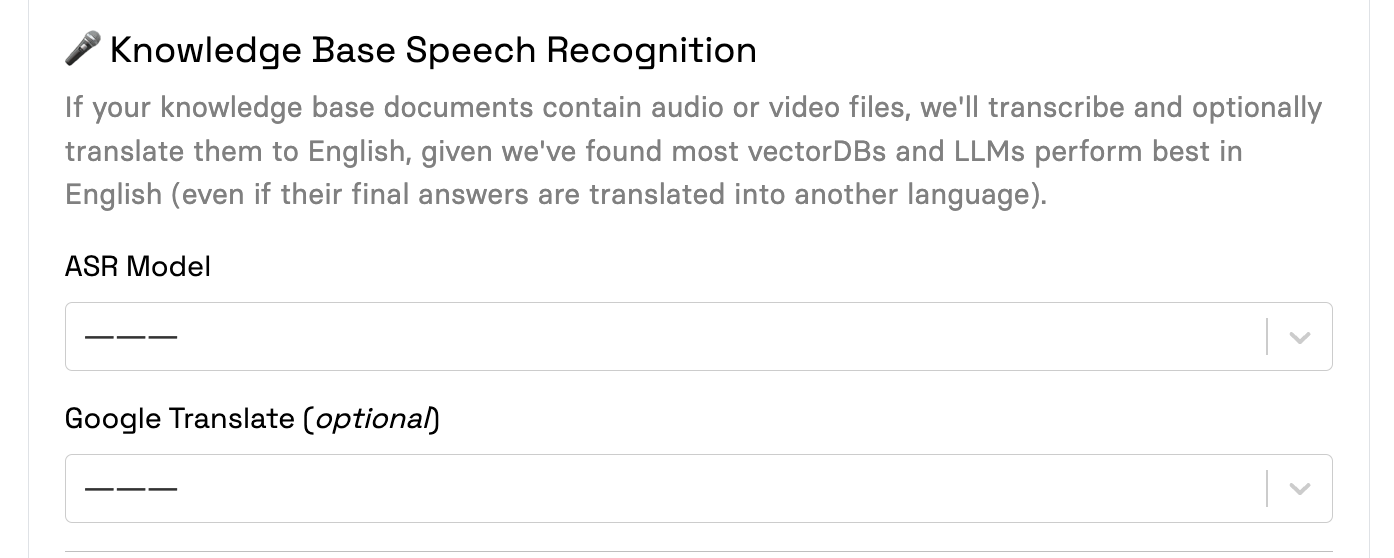 🎤 Knowledge Base Speech Recognition
If your knowledge base documents contain audio or video files, we'll transcribe and optionally
translate them to English, given we've found most vectorDBs and LLMs perform best in
English (even if their final answers are translated into another language).
ASR Model
———
Google Translate (optional)
———